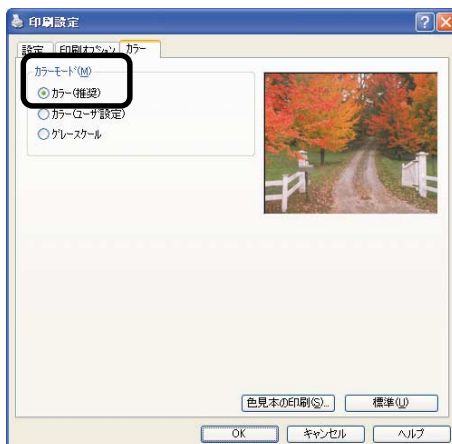 印刷設定
設定 印刷オプション カラー
カラーモード(M)
カラー(推奨)
カラー(ユーザ設定)
グレースケール
色見本の印刷(S)... 標準(U)
OK キャンセル ヘルプ